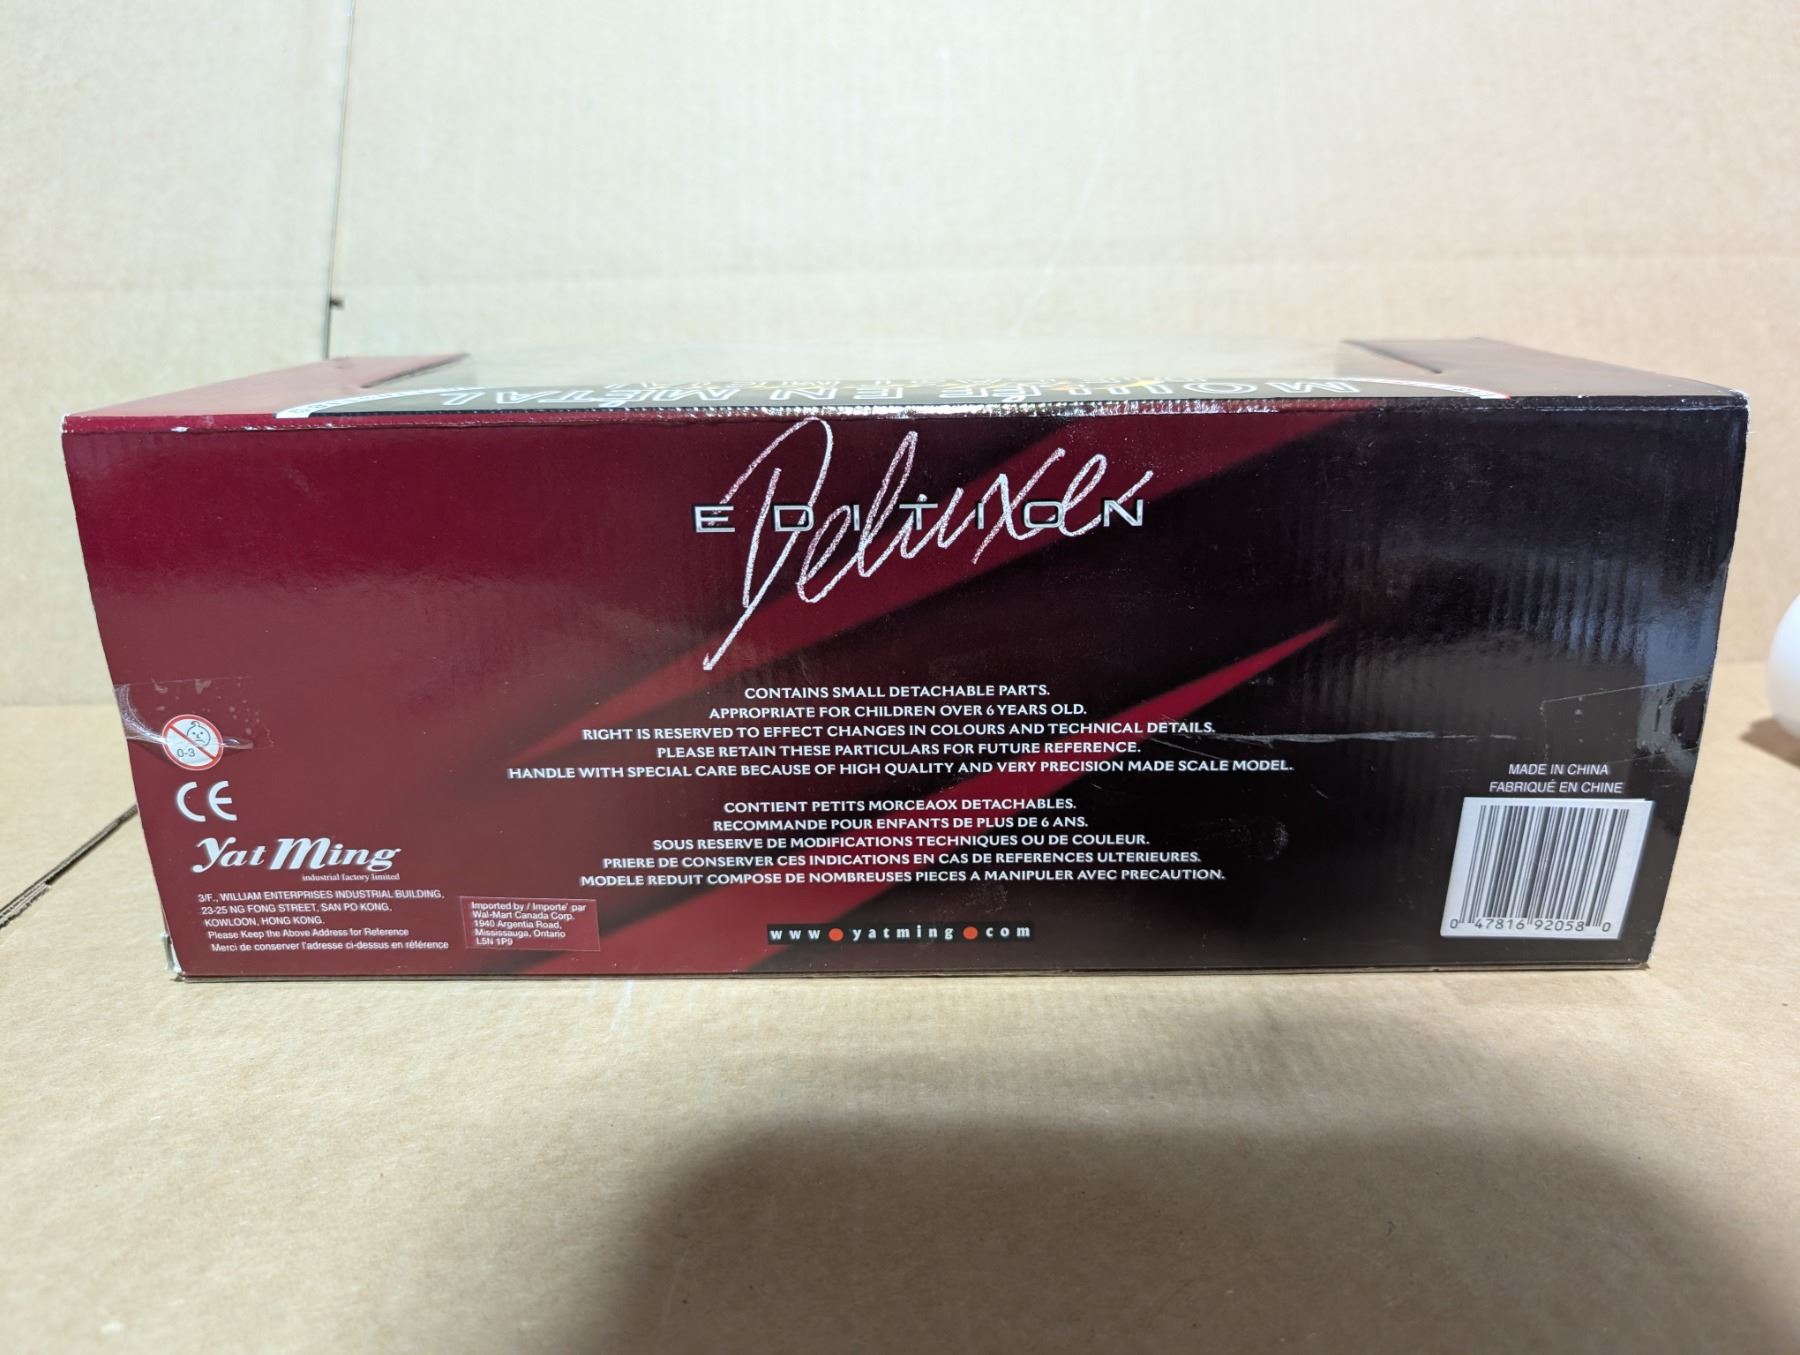 MOTIF EN METAL
Deluxe
EDITION
CONTAINS SMALL DETACHABLE PARTS.
APPROPRIATE FOR CHILDREN OVER 6 YEARS OLD.
RIGHT IS RESERVED TO EFFECT CHANGES IN COLOURS AND TECHNICAL DETAILS.
PLEASE RETAIN THESE PARTICULARS FOR FUTURE REFERENCE.
HANDLE WITH SPECIAL CARE BECAUSE OF HIGH QUALITY AND VERY PRECISION MADE SCALE MODEL.
CONTIENT PETITS MORCEAOX DETACHABLES.
RECOMMANDE POUR ENFANTS DE PLUS DE 6 ANS.
SOUS RESERVE DE MODIFICATIONS TECHNIQUES OU DE COULEUR.
PRIERE DE CONSERVER CES INDICATIONS EN CAS DE REFERENCES ULTERIEURES.
MODELE REDUIT COMPOSE DE NOMBREUSES PIECES A MANIPULER AVEC PRECAUTION.
www.yatming.com
0-3
CE
Yat Ming
industrial factory limited
3/F., WILLIAM ENTERPRISES INDUSTRIAL BUILDING,
23-25 NG FONG STREET, SAN PO KONG,
KOWLOON, HONG KONG.
Please Keep the Above Address for Reference
Merci de conserver l'adresse ci-dessus en référence
Imported by / Importe' par
Wal-Mart Canada Corp.
1940 Argentia Road,
Mississauga, Ontario
L5N 1P9
MADE IN CHINA
FABRIQUÉ EN CHINE
0 47816 92058 0